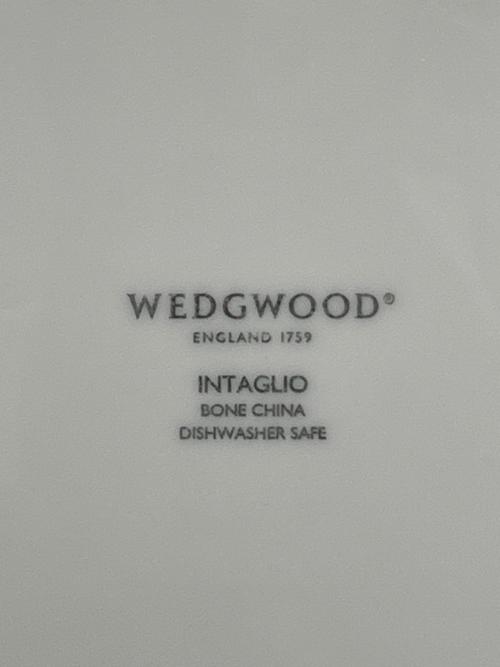 WEDGWOOD®
ENGLAND 1759
INTAGLIO
BONE CHINA
DISHWASHER SAFE